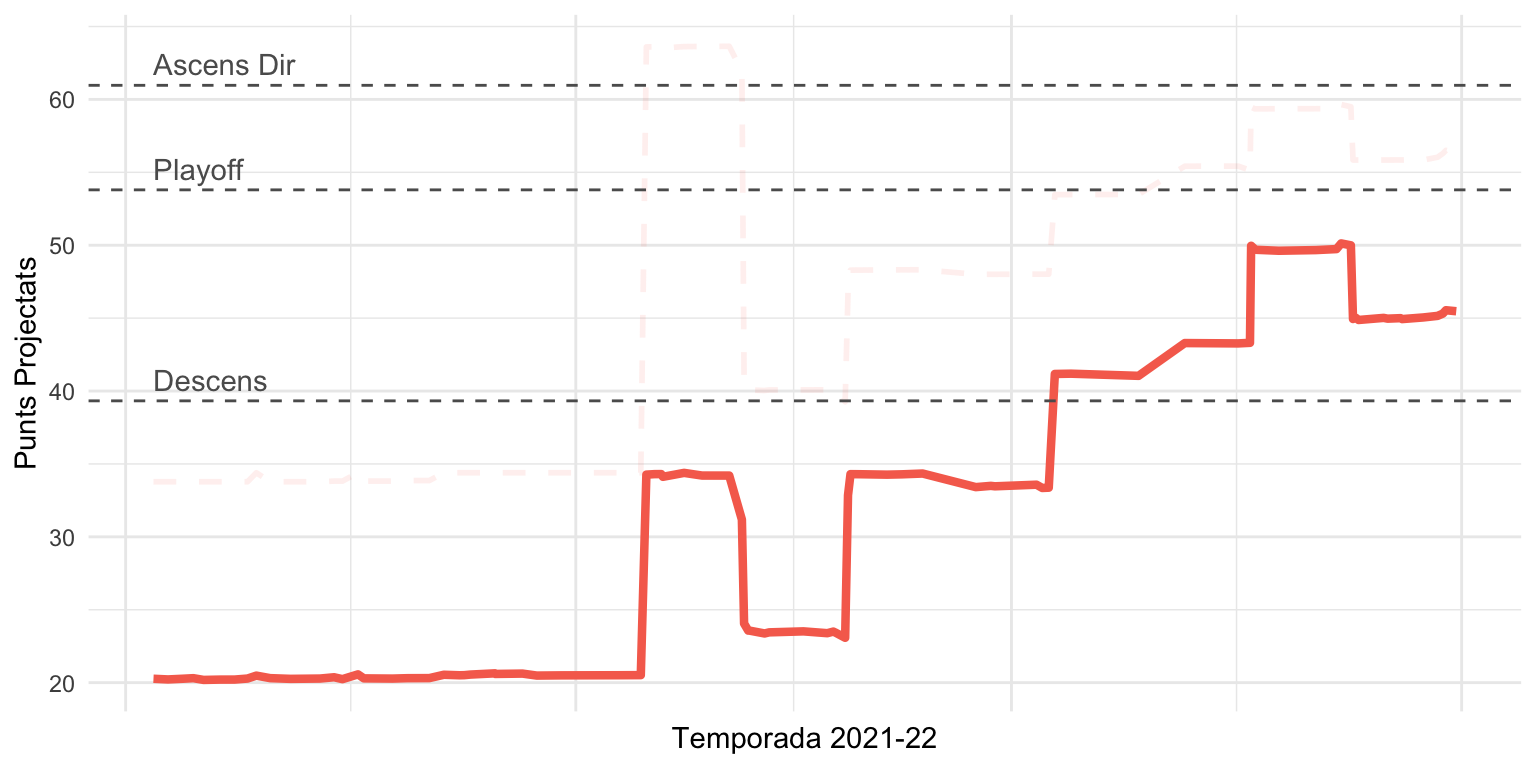 Ascens Dir
60
Playoff
50
Descens
40
30
20
Punts Projectats
Temporada 2021-22